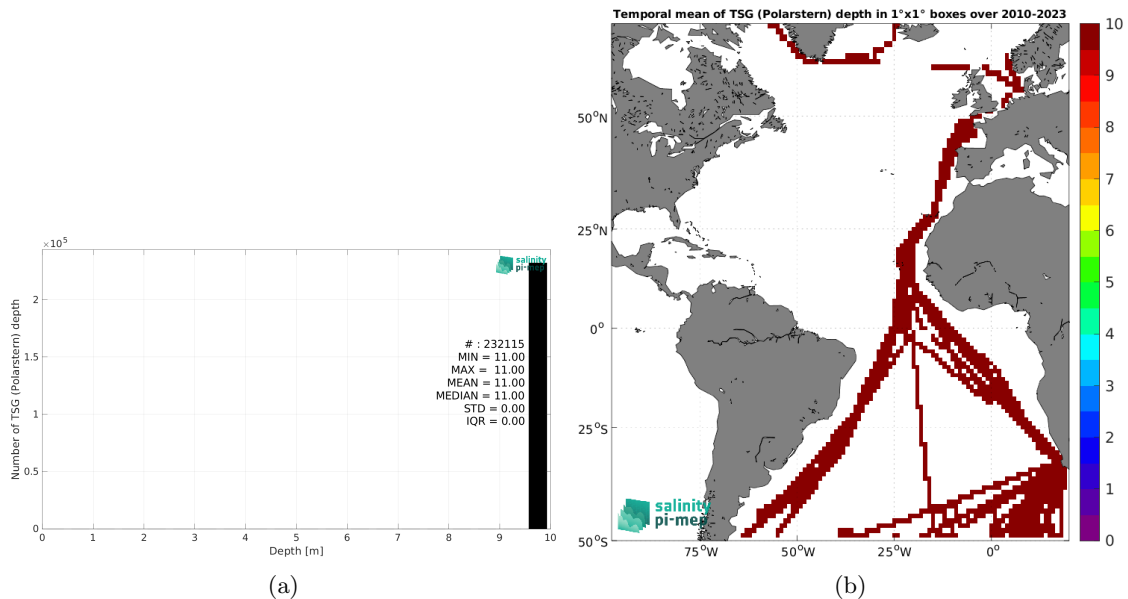 ×10⁵
2
1.5
1
0.5
0
Number of TSG (Polarstern) depth
salinity
pi-mep
# : 232115
MIN = 11.00
MAX = 11.00
MEAN = 11.00
MEDIAN = 11.00
STD = 0.00
IQR = 0.00
0 1 2 3 4 5 6 7 8 9 10
Depth [m]
(a)
Temporal mean of TSG (Polarstern) depth in 1°x1° boxes over 2010-2023
50°N
25°N
0°
25°S
50°S
75°W 50°W 25°W 0°
salinity
pi-mep
10
9
8
7
6
5
4
3
2
1
0
(b)